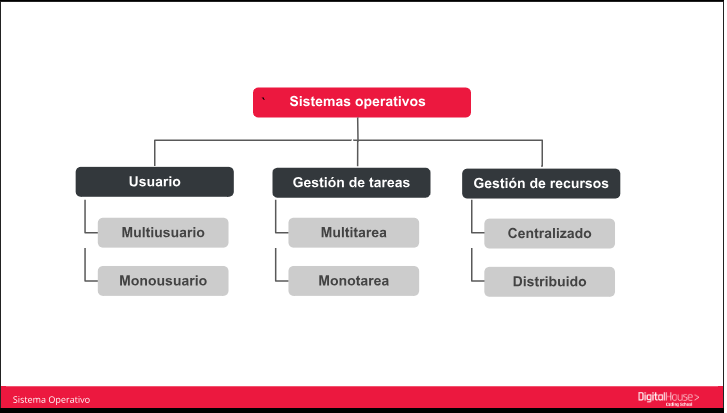 Sistemas operativos
Usuario
Gestión de tareas
Gestión de recursos
Multiusuario
Multitarea
Centralizado
Monousuario
Monotarea
Distribuido
Sistema Operativo
DigitalHouse>
Coding School